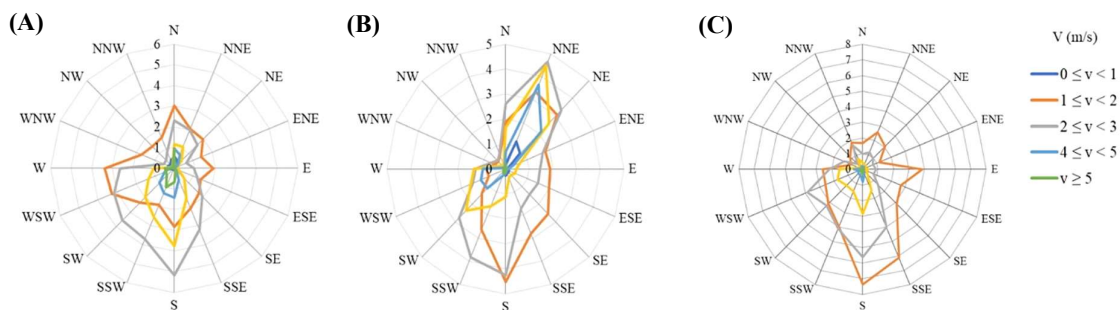 (A)
N
NNE
NE
ENE
E
ESE
SE
SSE
S
SSW
SW
WSW
W
WNW
NW
NNW
6
5
4
3
2
1
0
(B)
N
NNE
NE
ENE
E
ESE
SE
SSE
S
SSW
SW
WSW
W
WNW
NW
NNW
5
4
3
2
1
0
(C)
N
NNE
NE
ENE
E
ESE
SE
SSE
S
SSW
SW
WSW
W
WNW
NW
NNW
8
7
6
5
4
3
2
1
0
V (m/s)
0 ≤ v < 1
1 ≤ v < 2
2 ≤ v < 3
4 ≤ v < 5
v ≥ 5